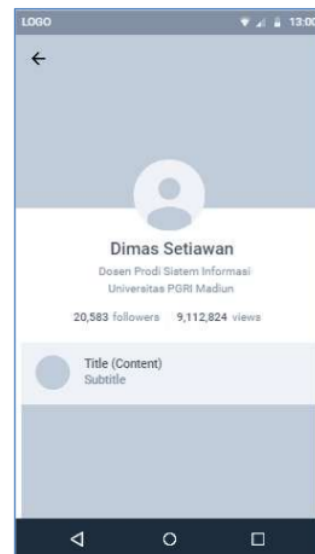 LOGO 13:00
Dimas Setiawan
Dosen Prodi Sistem Informasi
Universitas PGRI Madiun
20,583 followers 9,112,824 views
Title (Content)
Subtitle